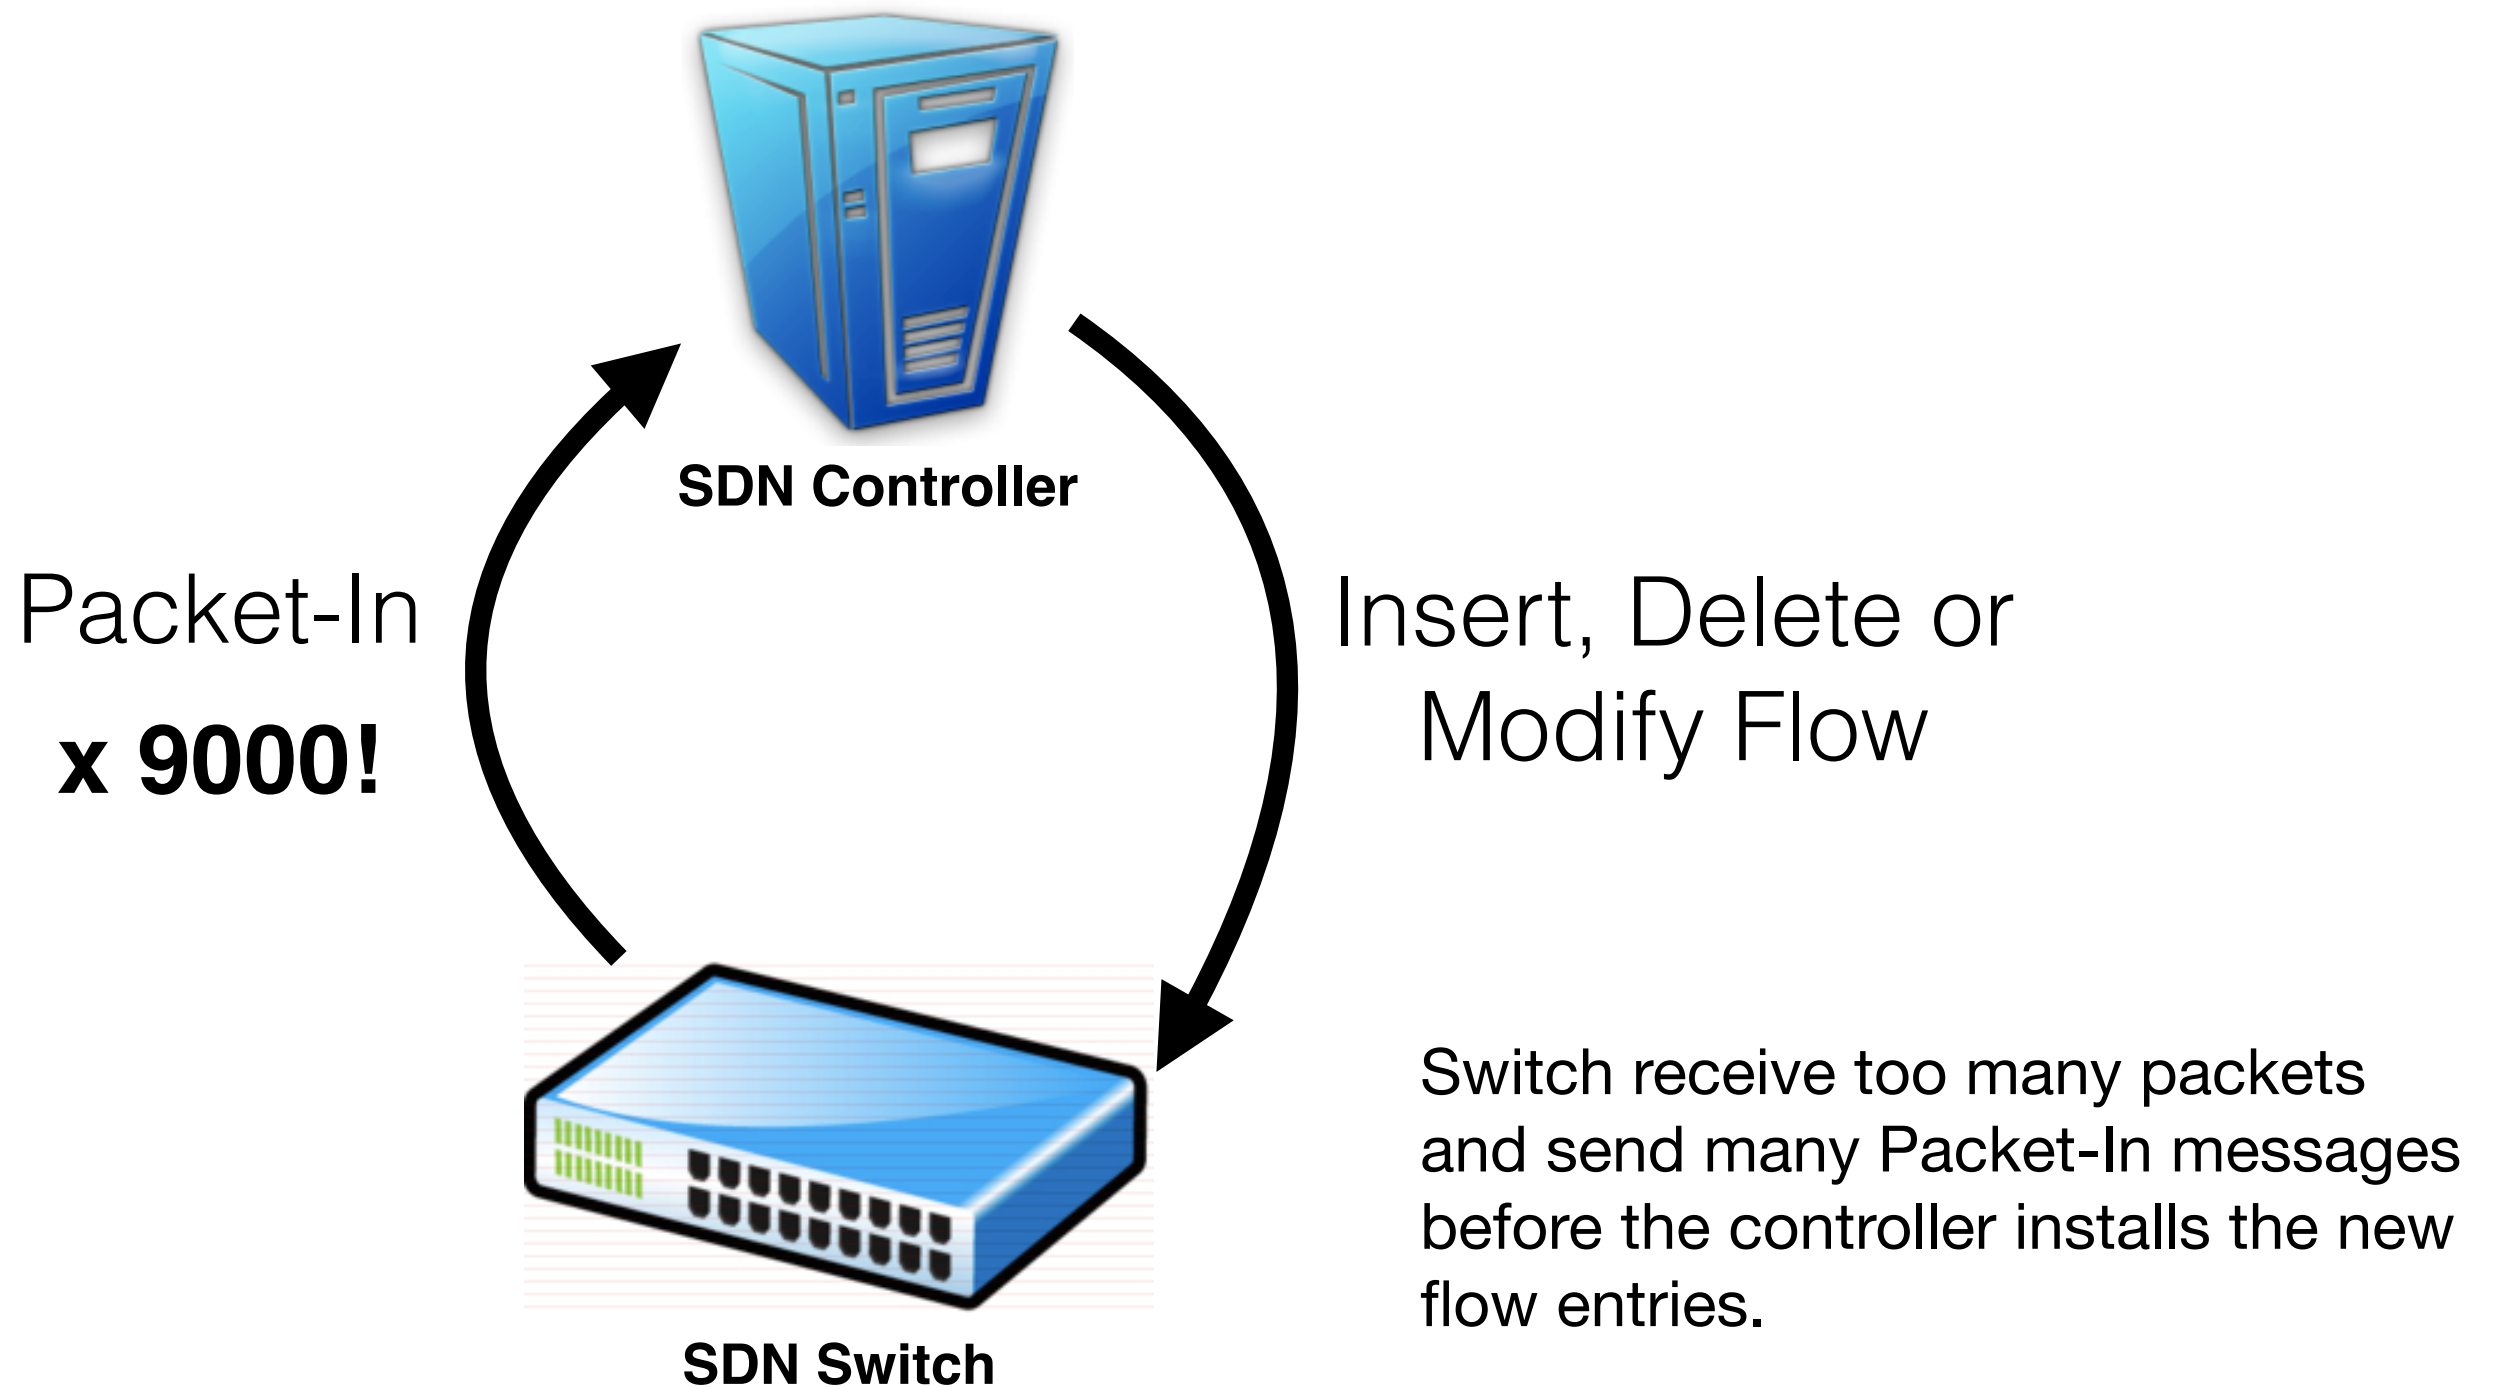 SDN Controller
Packet-In
x 9000!
Insert, Delete or
Modify Flow
Switch receive too many packets
and send many Packet-In messages
before the controller installs the new
flow entries.
SDN Switch